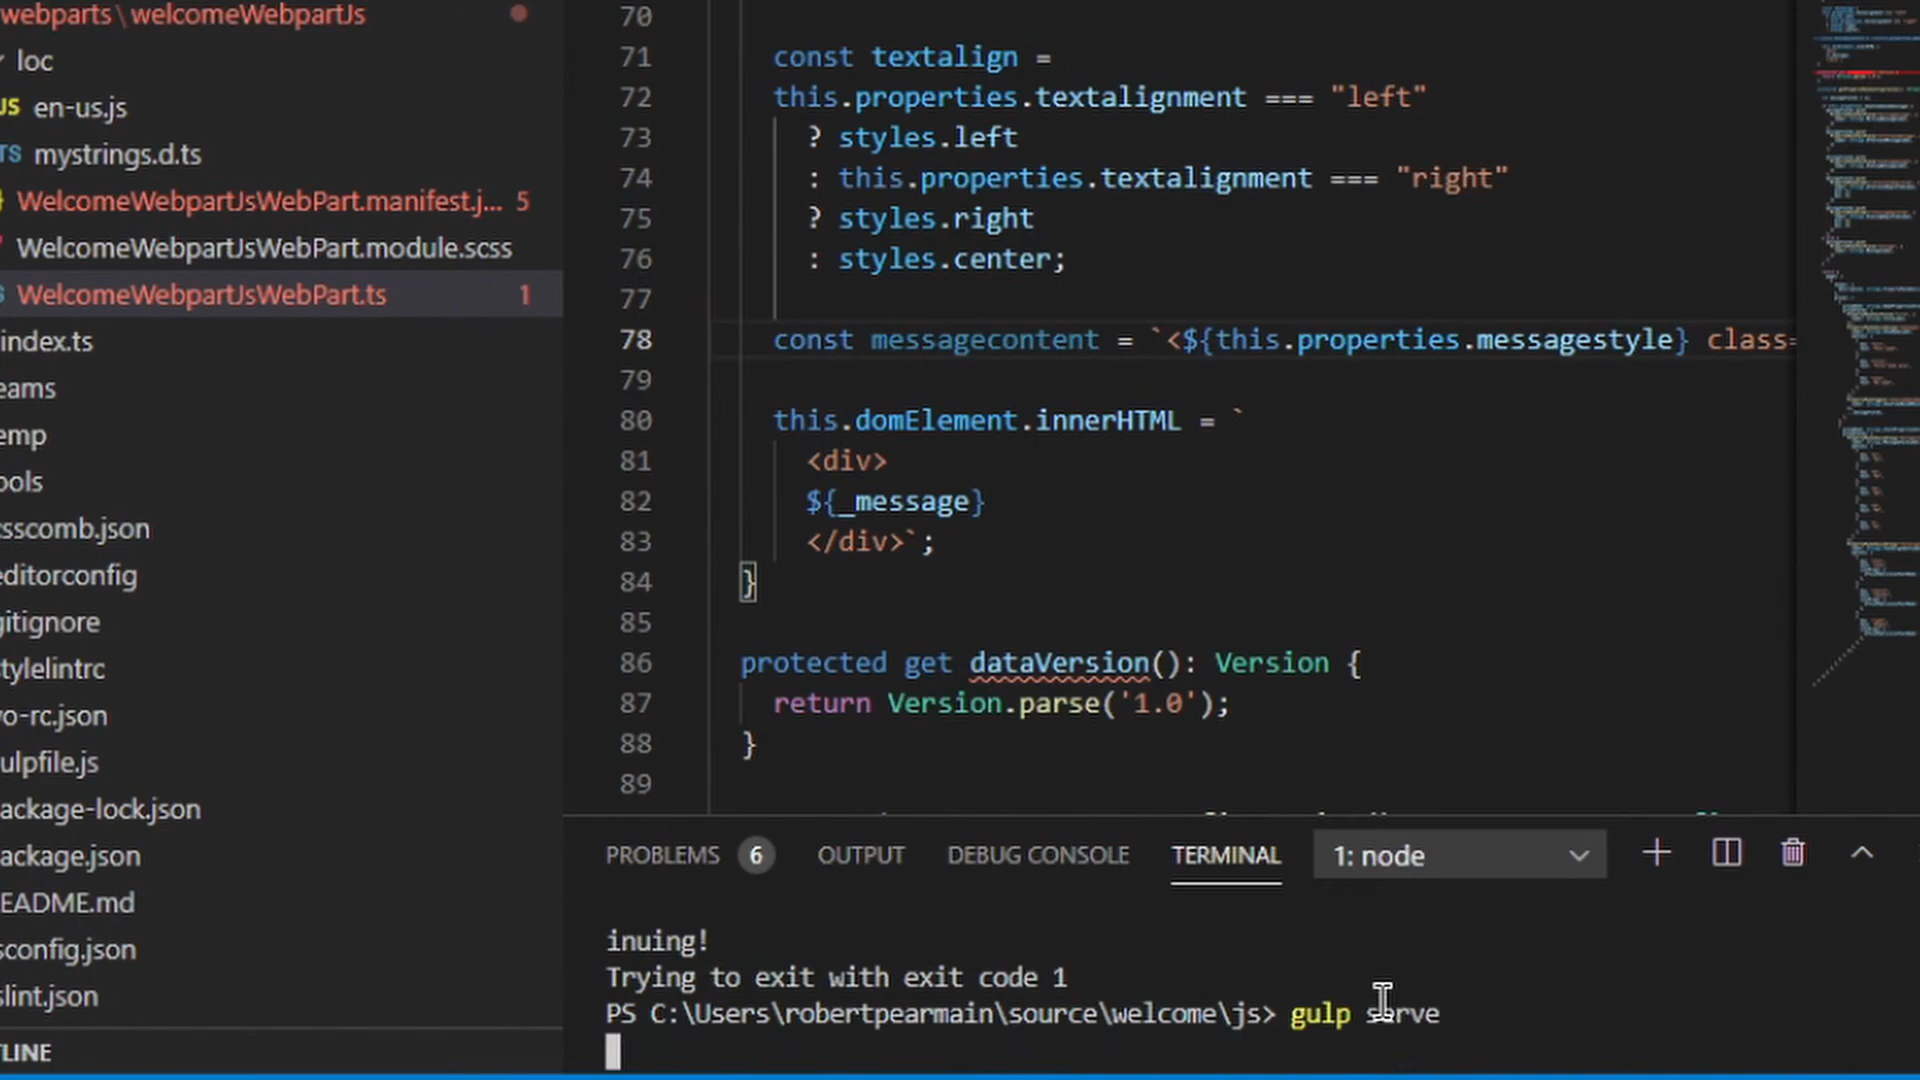 webparts\welcomeWebpartJs
loc
JS en-us.js
TS mystrings.d.ts
WelcomeWebpartJsWebPart.manifest.j... 5
WelcomeWebpartJsWebPart.module.scss
WelcomeWebpartJsWebPart.ts 1
index.ts
eams
emp
ools
csscomb.json
editorconfig
gitignore
tylelintrc
yo-rc.json
ulpfile.js
ackage-lock.json
ackage.json
EADME.md
sconfig.json
slint.json
TLINE
70
71 const textalign =
72 this.properties.textalignment === "left"
73 ? styles.left
74 : this.properties.textalignment === "right"
75 ? styles.right
76 : styles.center;
77
78 const messagecontent = `<${this.properties.messagestyle} class=
79
80 this.domElement.innerHTML = `
81 <div>
82 ${_message}
83 </div>`;
84 }
85
86 protected get dataVersion(): Version {
87 return Version.parse('1.0');
88 }
89
PROBLEMS 6 OUTPUT DEBUG CONSOLE TERMINAL 1: node
inuing!
Trying to exit with exit code 1
PS C:\Users\robertpearmain\source\welcome\js> gulp serve